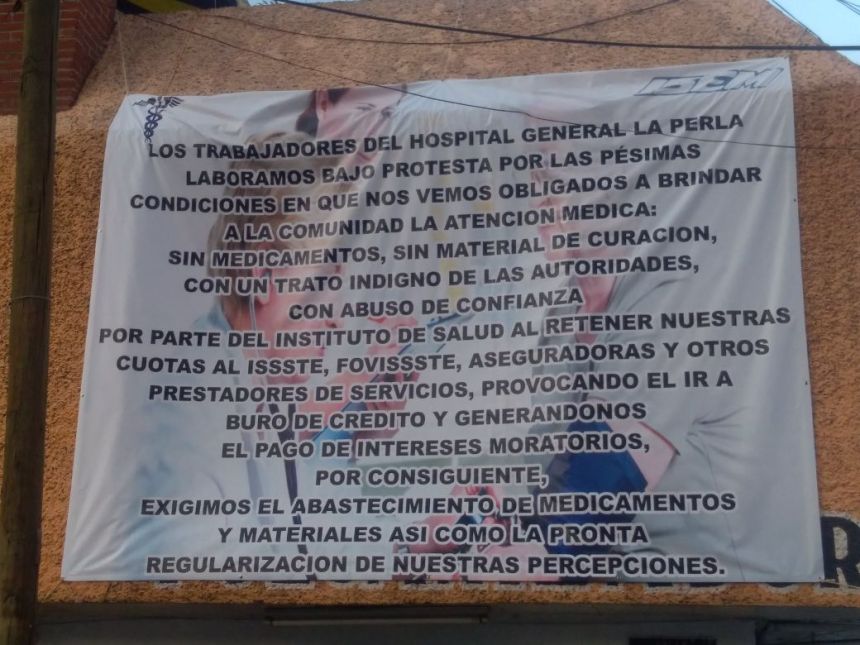 ISEM
LOS TRABAJADORES DEL HOSPITAL GENERAL LA PERLA
LABORAMOS BAJO PROTESTA POR LAS PÉSIMAS
CONDICIONES EN QUE NOS VEMOS OBLIGADOS A BRINDAR
A LA COMUNIDAD LA ATENCION MEDICA:
SIN MEDICAMENTOS, SIN MATERIAL DE CURACION,
CON UN TRATO INDIGNO DE LAS AUTORIDADES,
CON ABUSO DE CONFIANZA
POR PARTE DEL INSTITUTO DE SALUD AL RETENER NUESTRAS
CUOTAS AL ISSSTE, FOVISSSTE, ASEGURADORAS Y OTROS
PRESTADORES DE SERVICIOS, PROVOCANDO EL IR A
BURO DE CREDITO Y GENERANDONOS
EL PAGO DE INTERESES MORATORIOS,
POR CONSIGUIENTE,
EXIGIMOS EL ABASTECIMIENTO DE MEDICAMENTOS
Y MATERIALES ASI COMO LA PRONTA
REGULARIZACION DE NUESTRAS PERCEPCIONES.